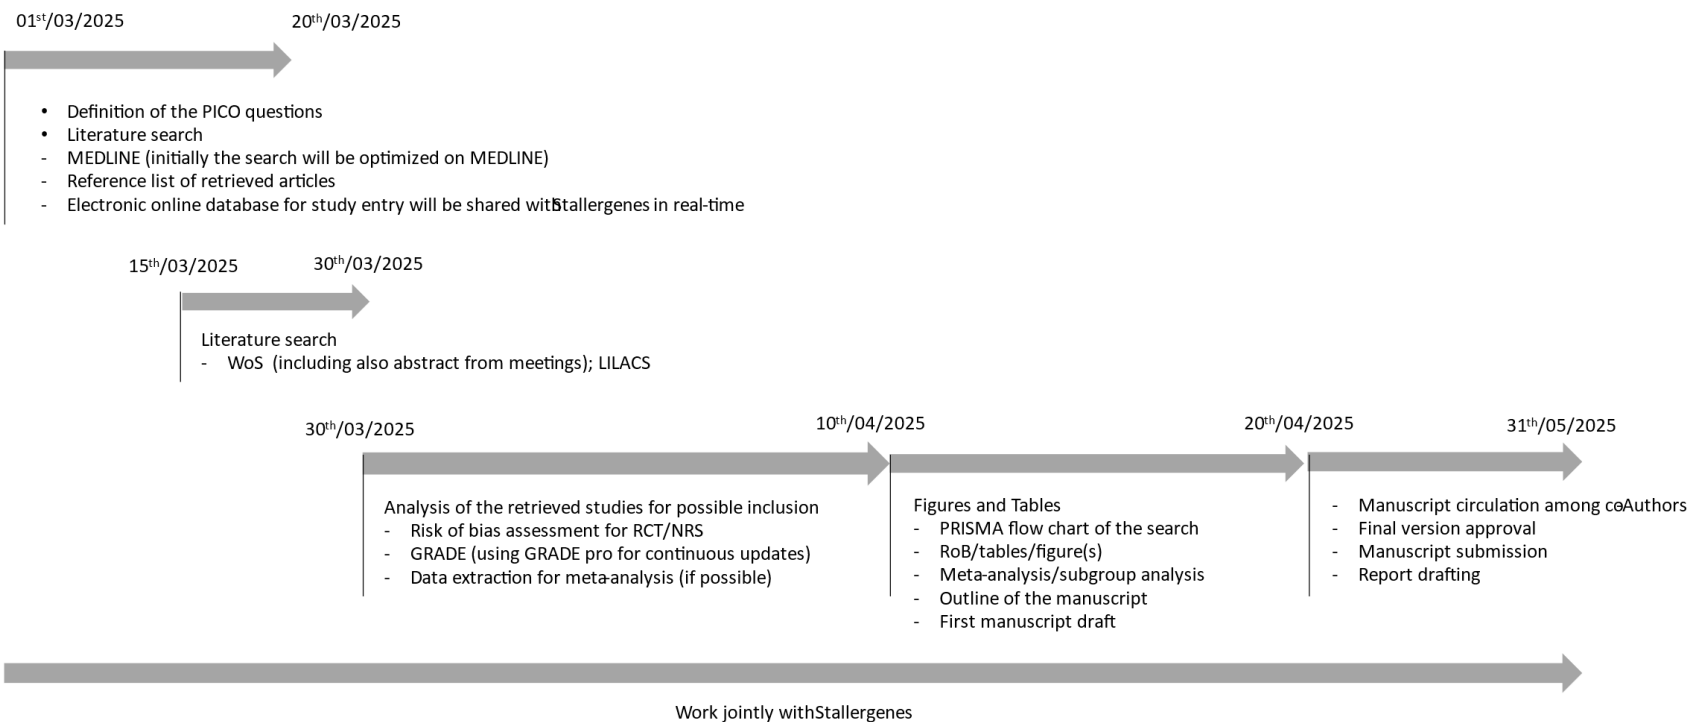 01st/03/2025 20th/03/2025
• Definition of the PICO questions
• Literature search
- MEDLINE (initially the search will be optimized on MEDLINE)
- Reference list of retrieved articles
- Electronic online database for study entry will be shared with Stallergenes in real-time
15th/03/2025 30th/03/2025
Literature search
- WoS (including also abstract from meetings); LILACS
30th/03/2025 10th/04/2025 20th/04/2025 31th/05/2025
Analysis of the retrieved studies for possible inclusion
- Risk of bias assessment for RCT/NRS
- GRADE (using GRADE pro for continuous updates)
- Data extraction for meta-analysis (if possible)
Figures and Tables
- PRISMA flow chart of the search
- RoB/tables/figure(s)
- Meta-analysis/subgroup analysis
- Outline of the manuscript
- First manuscript draft
- Manuscript circulation among co-Authors
- Final version approval
- Manuscript submission
- Report drafting
Work jointly with Stallergenes